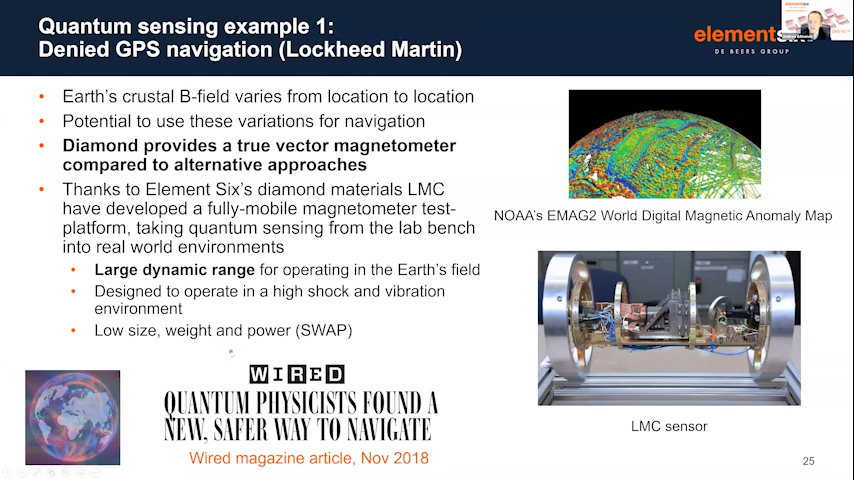 Quantum sensing example 1:
Denied GPS navigation (Lockheed Martin)
elementsix
DE BEERS GROUP
• Earth's crustal B-field varies from location to location
• Potential to use these variations for navigation
• Diamond provides a true vector magnetometer
compared to alternative approaches
• Thanks to Element Six's diamond materials LMC
have developed a fully-mobile magnetometer test-
platform, taking quantum sensing from the lab bench
into real world environments
• Large dynamic range for operating in the Earth's field
• Designed to operate in a high shock and vibration
environment
• Low size, weight and power (SWAP)
NOAA's EMAG2 World Digital Magnetic Anomaly Map
LMC sensor
WIRED
QUANTUM PHYSICISTS FOUND A
NEW, SAFER WAY TO NAVIGATE
Wired magazine article, Nov 2018
25